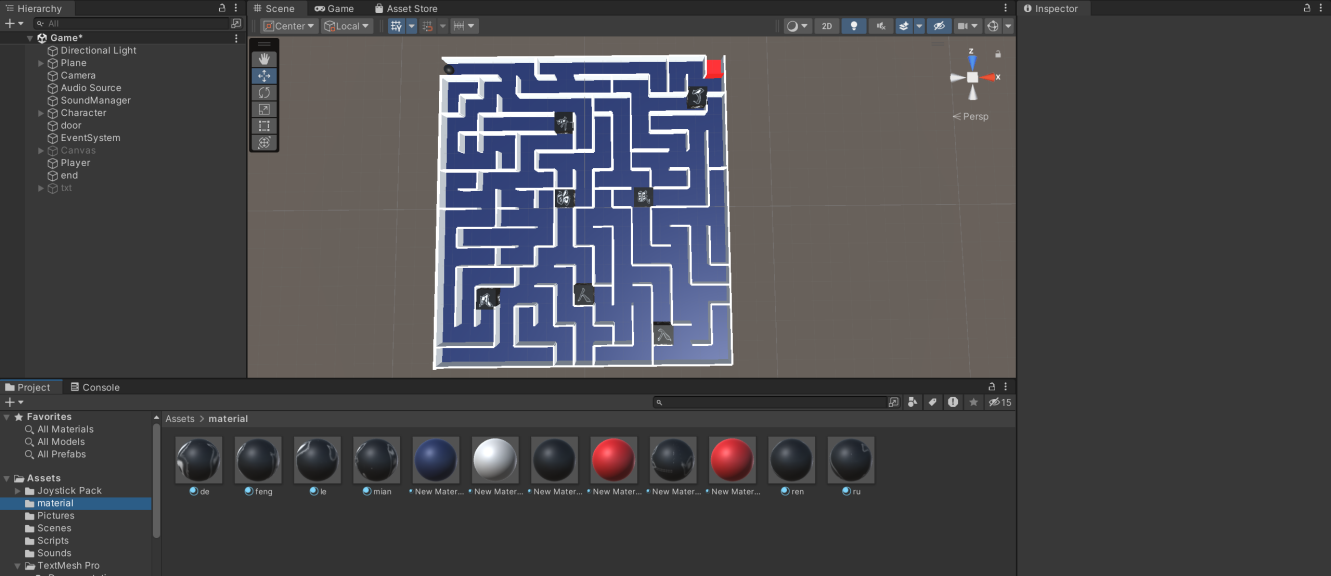 Hierarchy
All
Game*
Directional Light
Plane
Camera
Audio Source
SoundManager
Character
door
EventSystem
Canvas
Player
end
txt
Scene Game Asset Store
Center Local 2D
z
x
Persp
Inspector
Project Console
15
Favorites
All Materials
All Models
All Prefabs
Assets
Joystick Pack
material
Pictures
Scenes
Scripts
Sounds
TextMesh Pro
Assets > material
de feng le mian New Mater... New Mater... New Mater... New Mater... New Mater... New Mater... ren ru